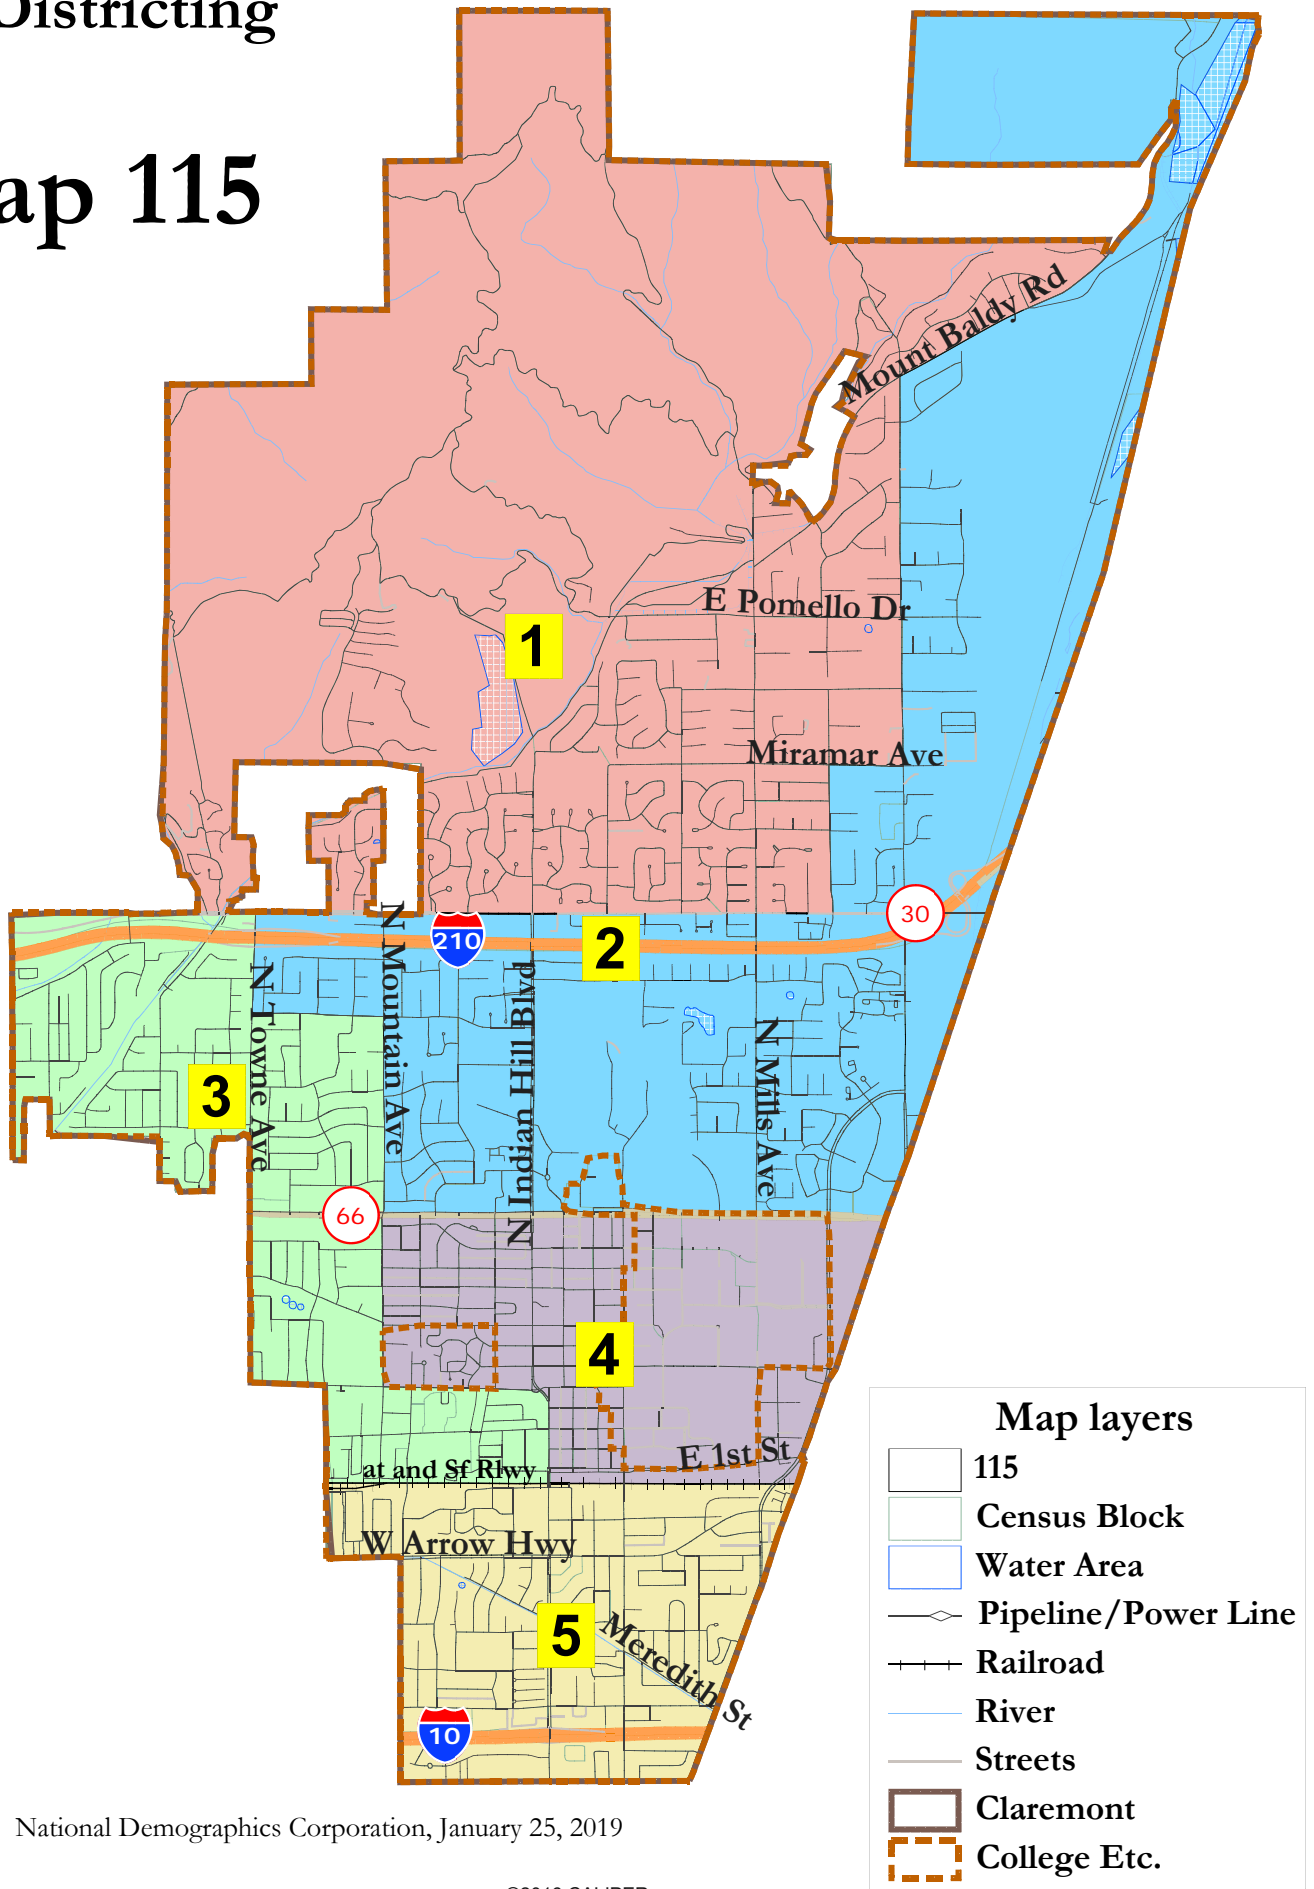 Districting
ap 115
Mount Baldy Rd
E Pomello Dr
1
Miramar Ave
30
210
2
N Mountain Ave
N Towne Ave
N Indian Hill Blvd
N Mills Ave
3
66
4
E 1st St
at and Sf Rlwy
W Arrow Hwy
5
Meredith St
10
Map layers
115
Census Block
Water Area
Pipeline/Power Line
Railroad
River
Streets
Claremont
College Etc.
National Demographics Corporation, January 25, 2019